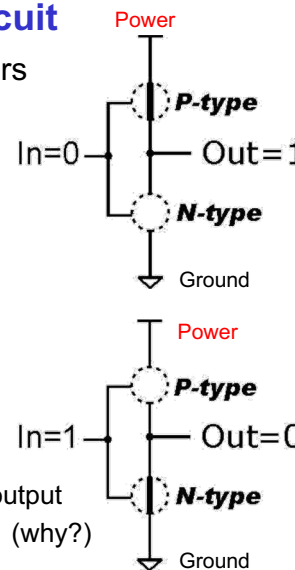 cuit
Power
rs
P-type
In=0
Out=1
N-type
Ground
Power
P-type
In=1
Out=0
output
N-type
(why?)
Ground